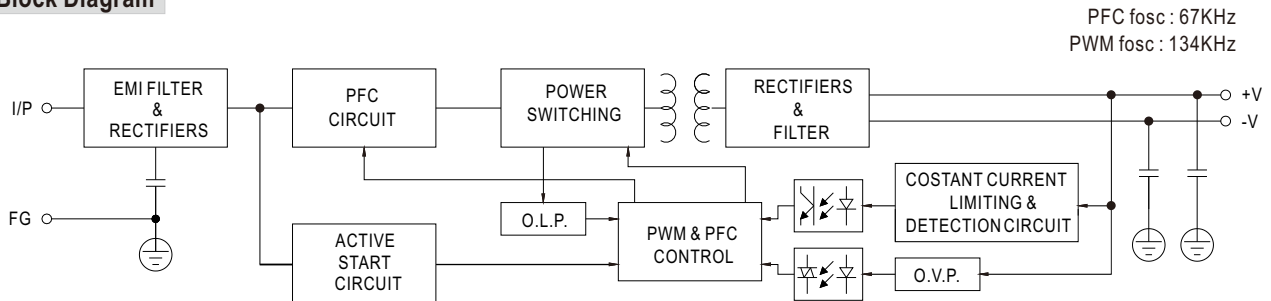 Block Diagram
PFC fosc : 67KHz
PWM fosc : 134KHz
I/P
EMI FILTER
&
RECTIFIERS
PFC
CIRCUIT
POWER
SWITCHING
RECTIFIERS
&
FILTER
+V
-V
FG
O.L.P.
ACTIVE
START
CIRCUIT
PWM & PFC
CONTROL
COSTANT CURRENT
LIMITING &
DETECTION CIRCUIT
O.V.P.